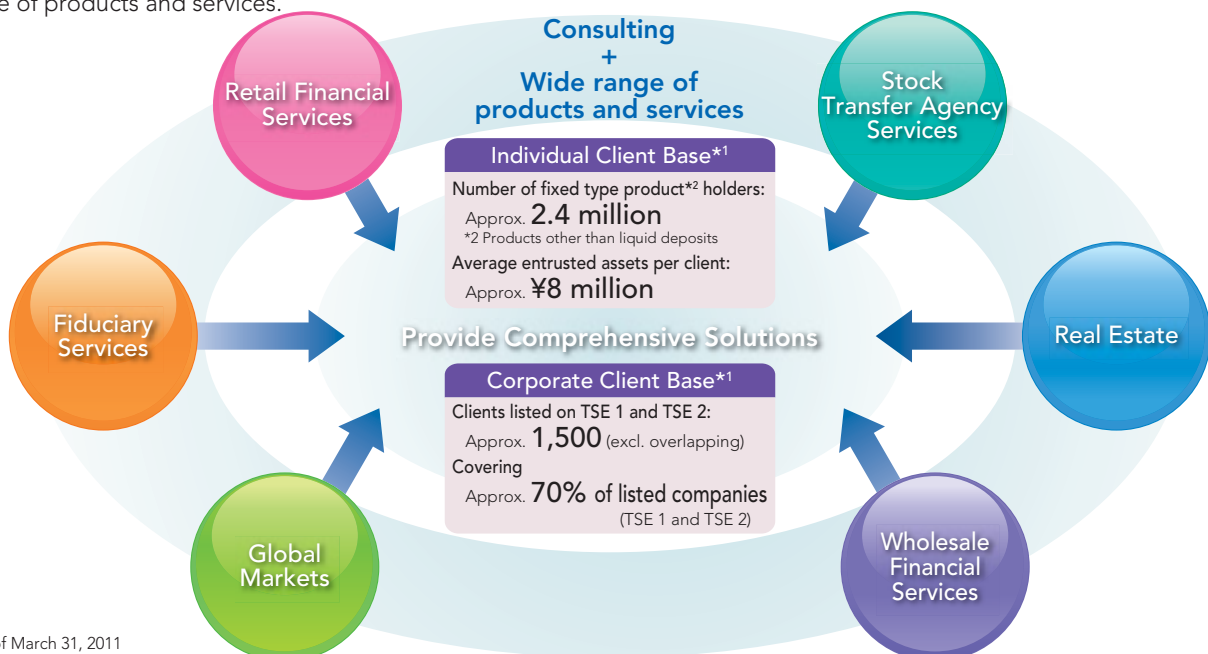 e of products and services.
Consulting
+
Wide range of
products and services
Retail Financial
Services
Stock
Transfer Agency
Services
Individual Client Base*1
Number of fixed type product*2 holders:
Approx. 2.4 million
*2 Products other than liquid deposits
Average entrusted assets per client:
Approx. ¥8 million
Fiduciary
Services
Provide Comprehensive Solutions
Real Estate
Corporate Client Base*1
Clients listed on TSE 1 and TSE 2:
Approx. 1,500 (excl. overlapping)
Covering
Approx. 70% of listed companies
(TSE 1 and TSE 2)
Global
Markets
Wholesale
Financial
Services
of March 31, 2011